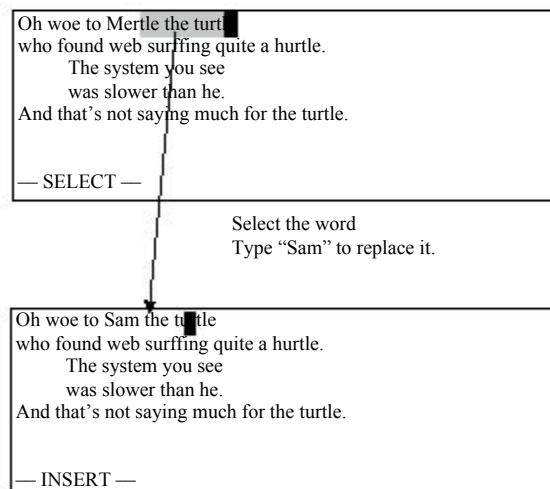 Oh woe to Mertle the turtle
who found web surffing quite a hurtle.
The system you see
was slower than he.
And that's not saying much for the turtle.
— SELECT —
Select the word
Type “Sam” to replace it.
Oh woe to Sam the turtle
who found web surffing quite a hurtle.
The system you see
was slower than he.
And that's not saying much for the turtle.
— INSERT —